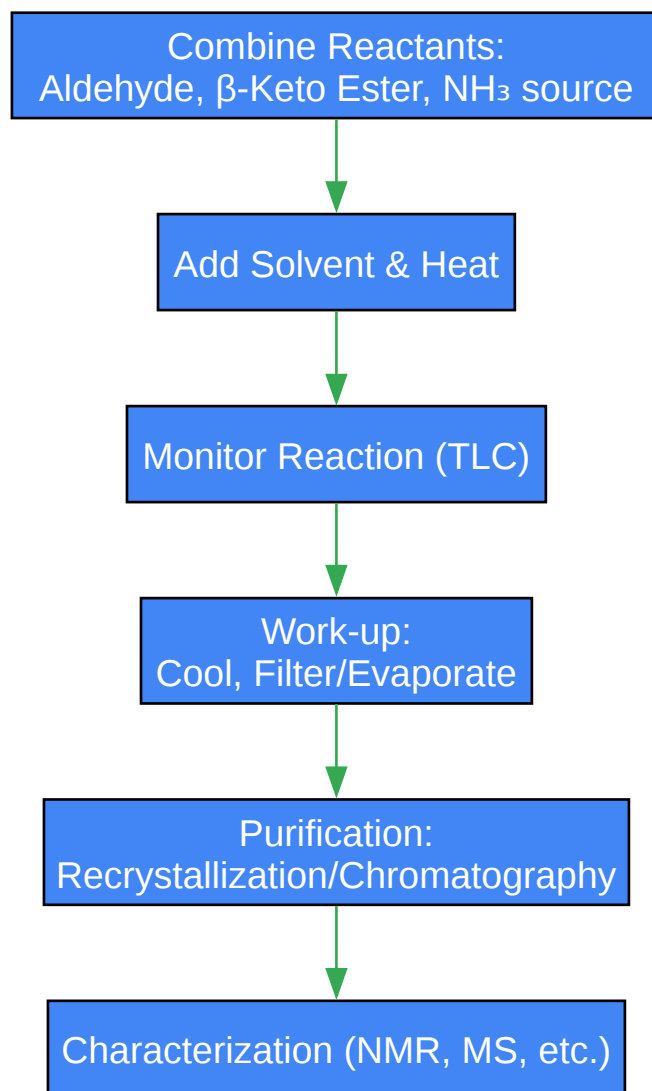 Combine Reactants:
Aldehyde, β-Keto Ester, NH₃ source
Add Solvent & Heat
Monitor Reaction (TLC)
Work-up:
Cool, Filter/Evaporate
Purification:
Recrystallization/Chromatography
Characterization (NMR, MS, etc.)